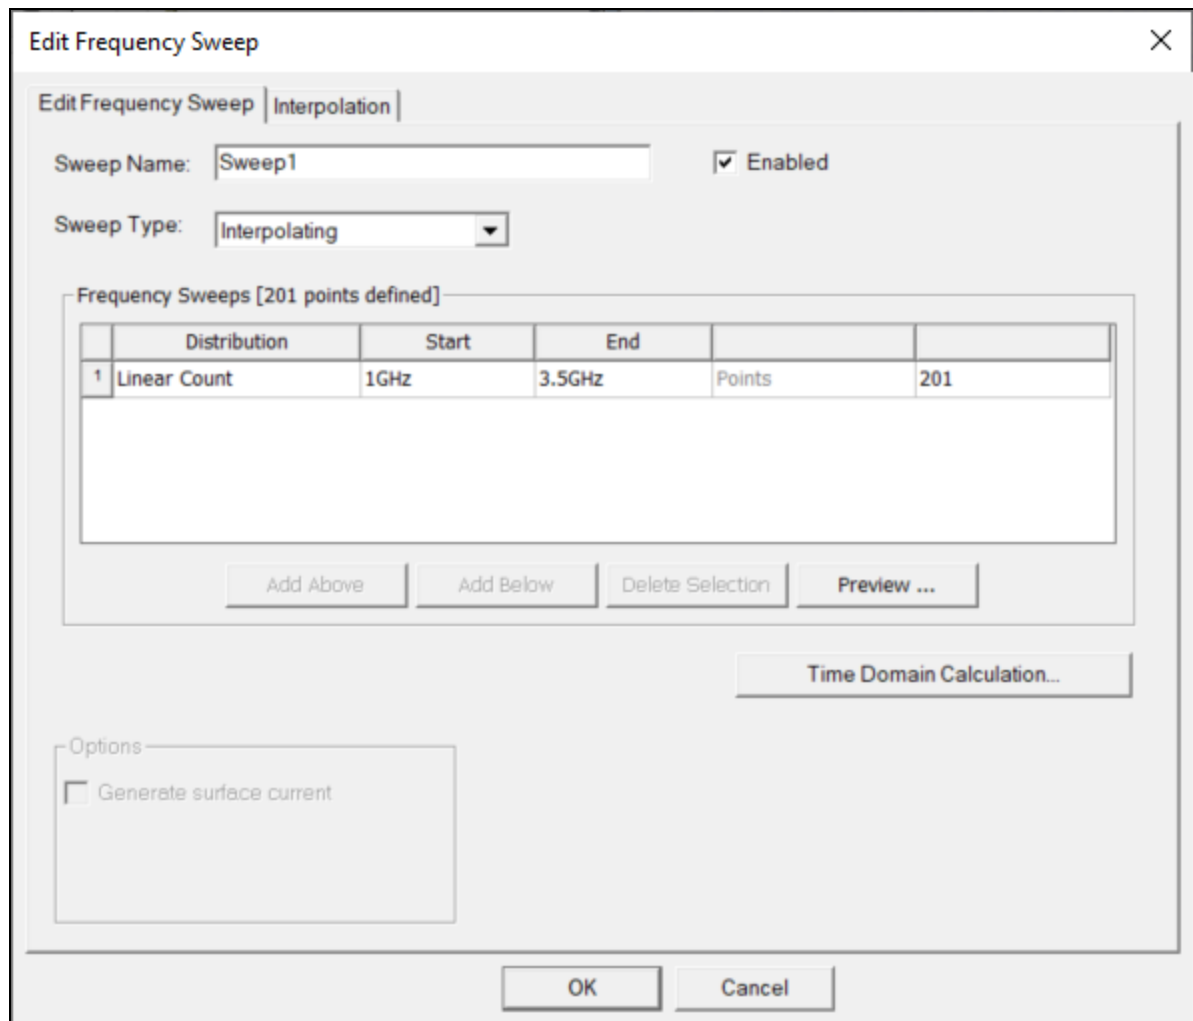 Edit Frequency Sweep
Edit Frequency Sweep Interpolation
Sweep Name: Sweep1 Enabled
Sweep Type: Interpolating
Frequency Sweeps [201 points defined]
Distribution Start End
1 Linear Count 1GHz 3.5GHz Points 201
Add Above Add Below Delete Selection Preview ...
Time Domain Calculation...
Options
Generate surface current
OK Cancel